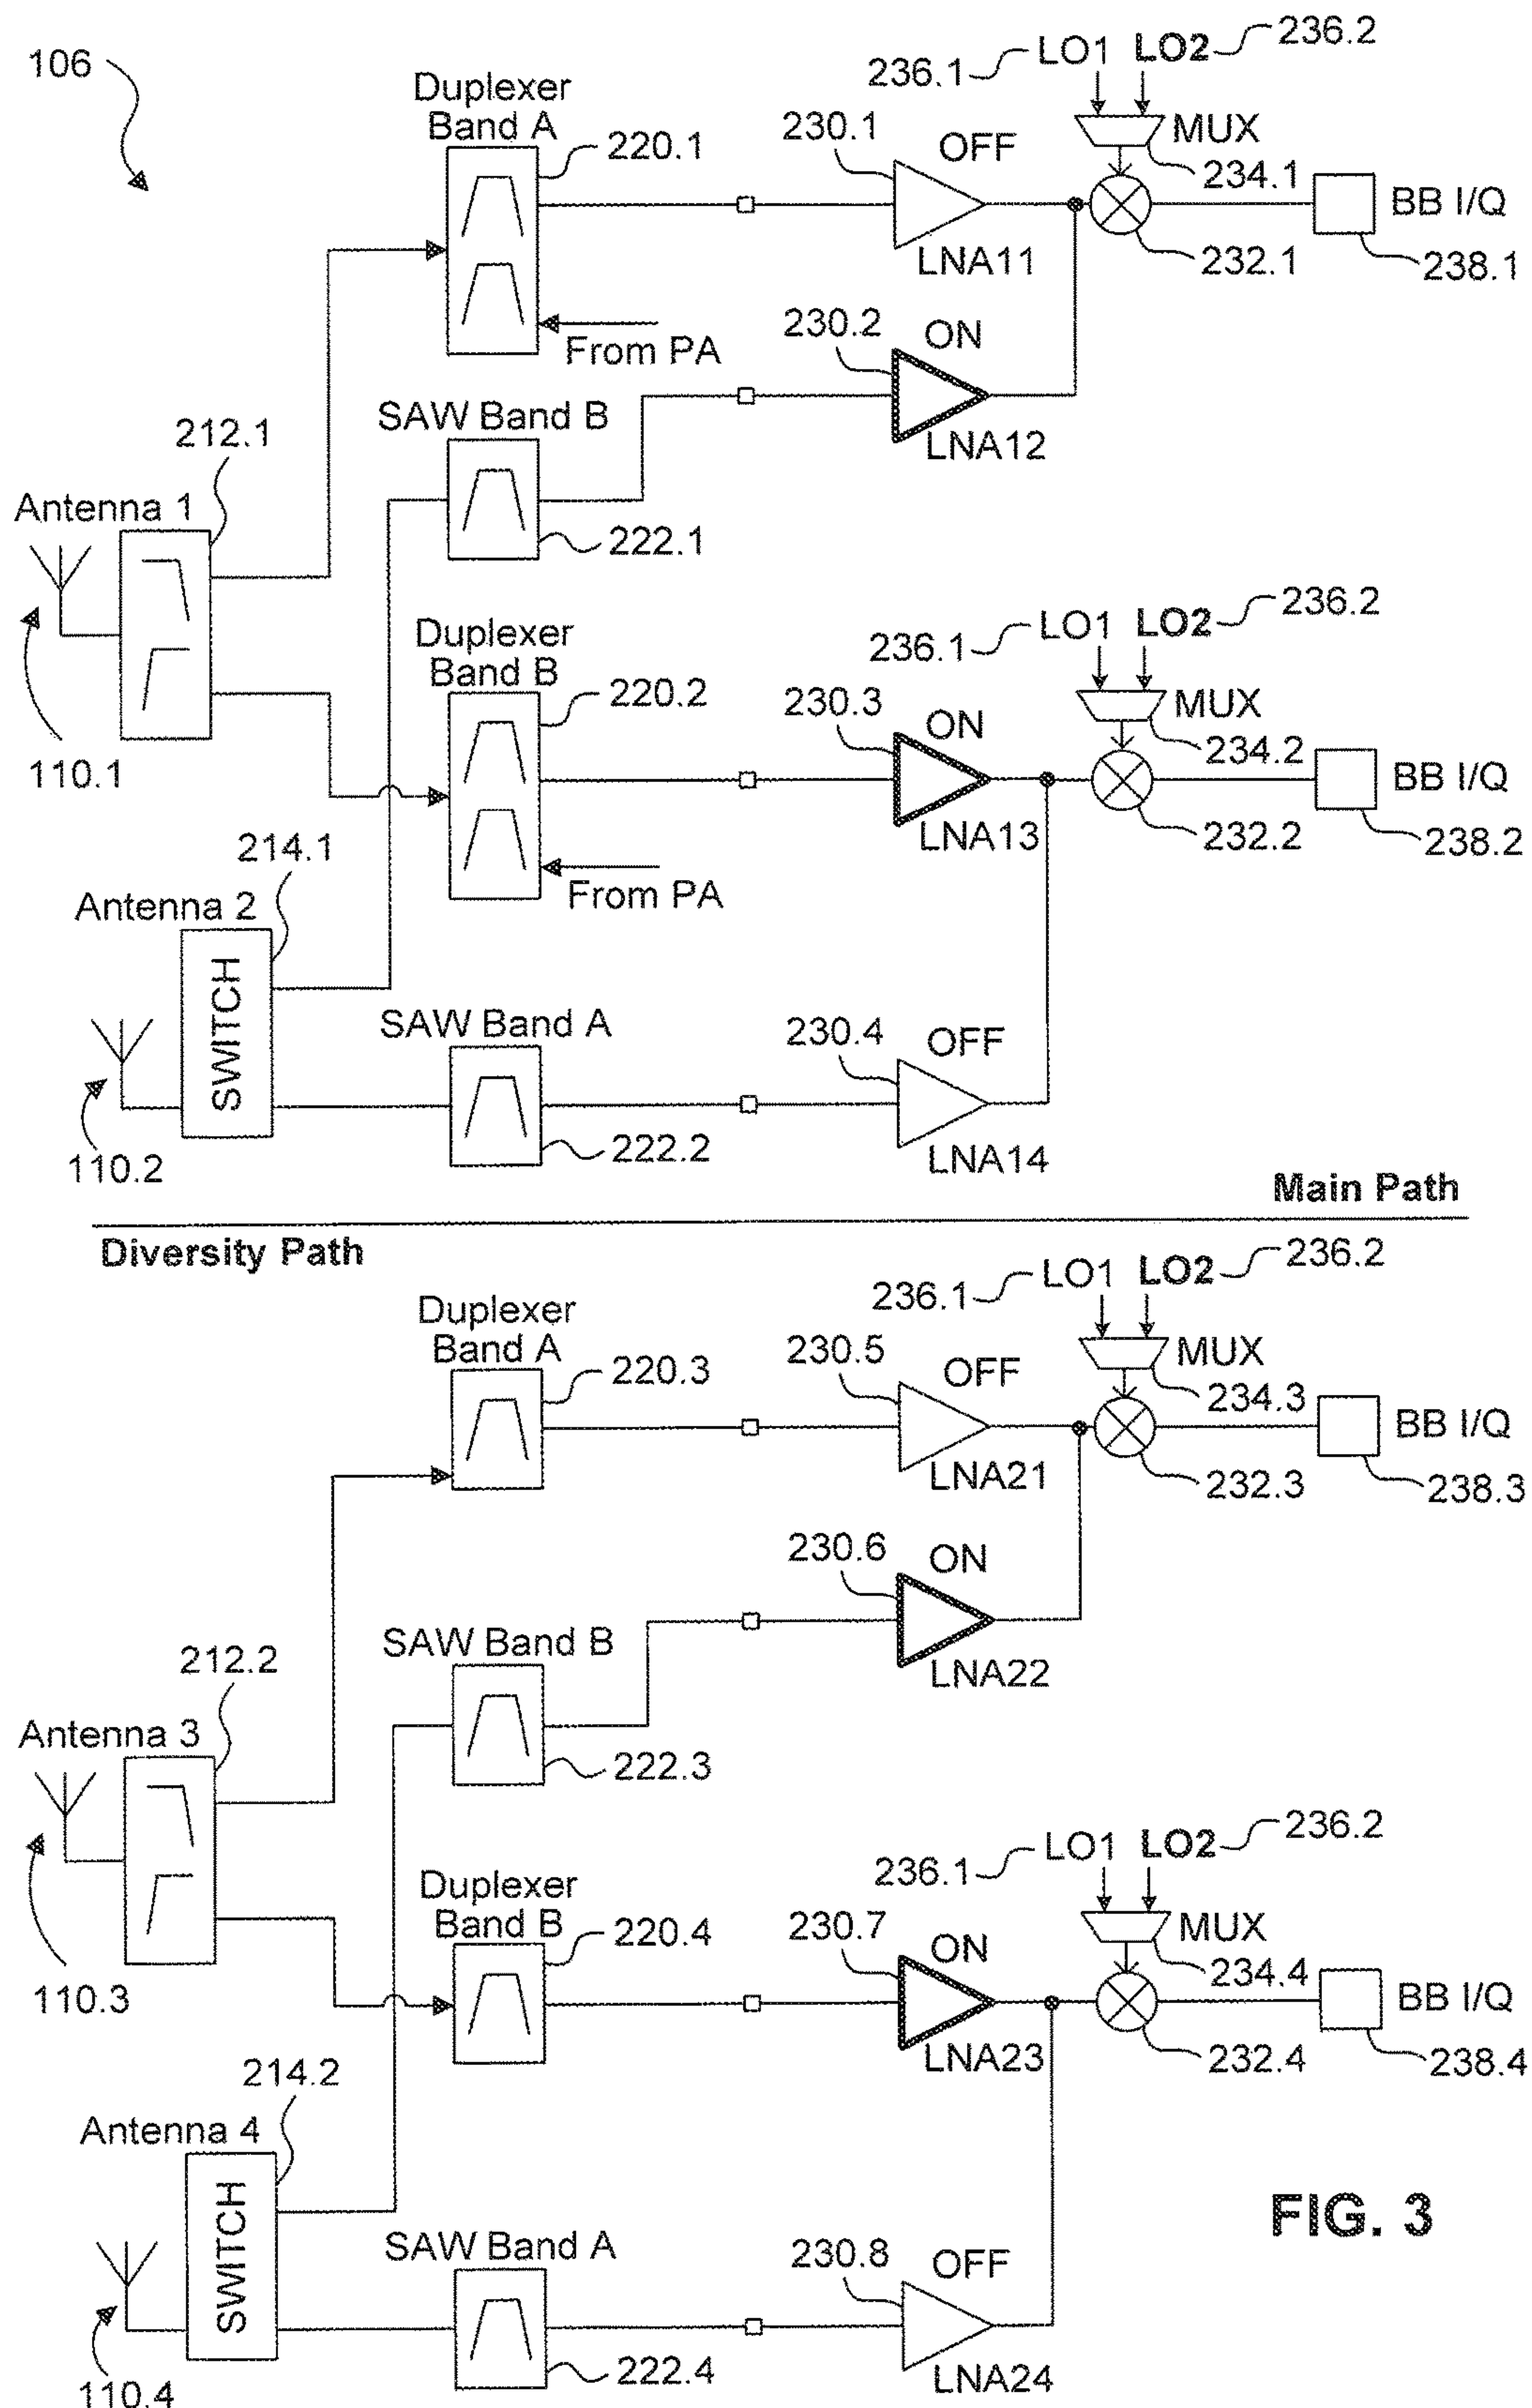 106
Duplexer
Band A
220.1
From PA
230.1
OFF
LNA11
236.1
LO1
LO2
236.2
MUX
234.1
232.1
BB I/Q
238.1
230.2
ON
LNA12
SAW Band B
222.1
212.1
Antenna 1
110.1
Duplexer
Band B
220.2
From PA
230.3
ON
LNA13
236.1
LO1
LO2
236.2
MUX
234.2
232.2
BB I/Q
238.2
214.1
Antenna 2
SWITCH
110.2
SAW Band A
222.2
230.4
OFF
LNA14
Main Path
Diversity Path
Duplexer
Band A
220.3
230.5
OFF
LNA21
236.1
LO1
LO2
236.2
MUX
234.3
232.3
BB I/Q
238.3
230.6
ON
LNA22
SAW Band B
222.3
212.2
Antenna 3
110.3
Duplexer
Band B
220.4
230.7
ON
LNA23
236.1
LO1
LO2
236.2
MUX
234.4
232.4
BB I/Q
238.4
214.2
Antenna 4
SWITCH
110.4
SAW Band A
222.4
230.8
OFF
LNA24
FIG. 3